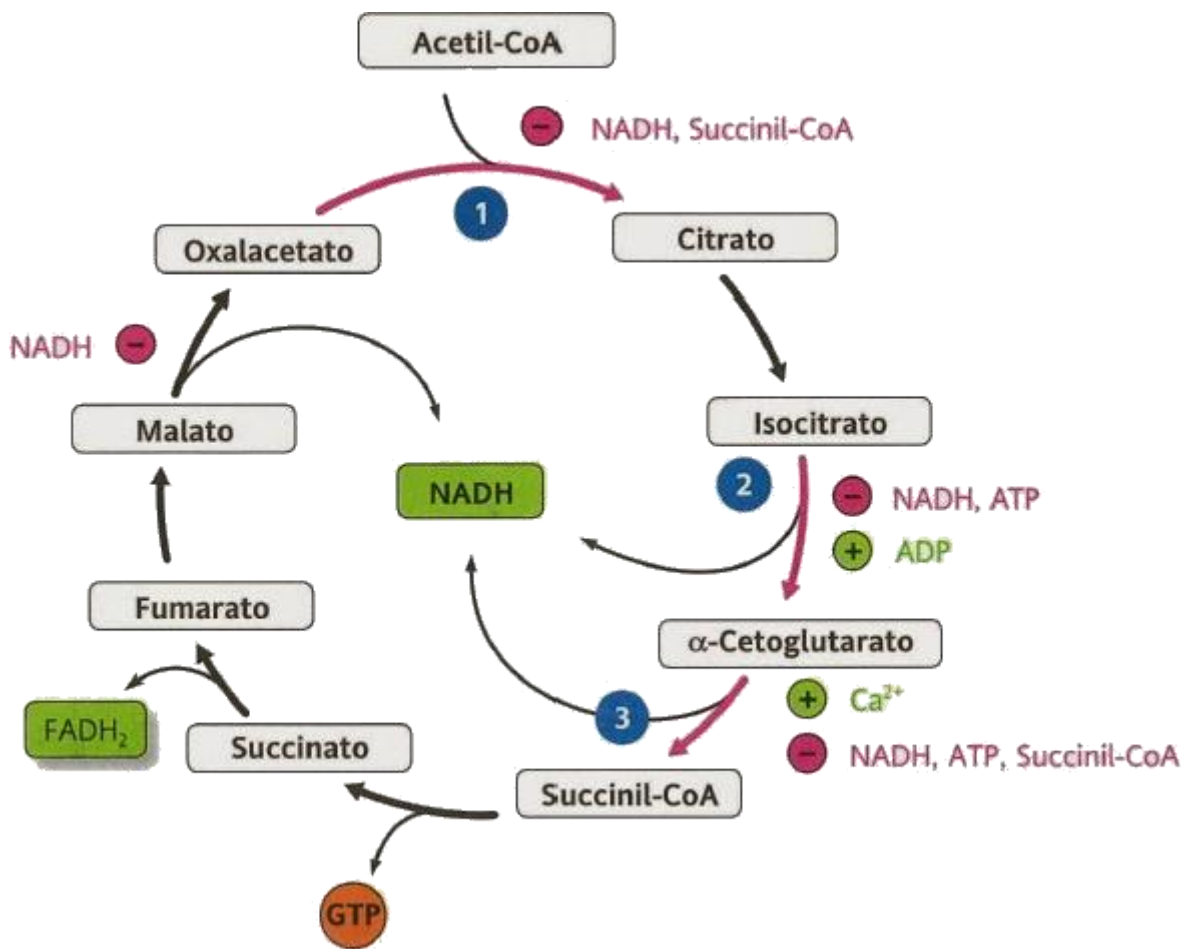 Acetil-CoA
− NADH, Succinil-CoA
1
Oxalacetato
Citrato
NADH −
Malato
Isocitrato
NADH
2
− NADH, ATP
+ ADP
Fumarato
α-Cetoglutarato
+ Ca²⁺
3
FADH₂
Succinato
− NADH, ATP, Succinil-CoA
Succinil-CoA
GTP